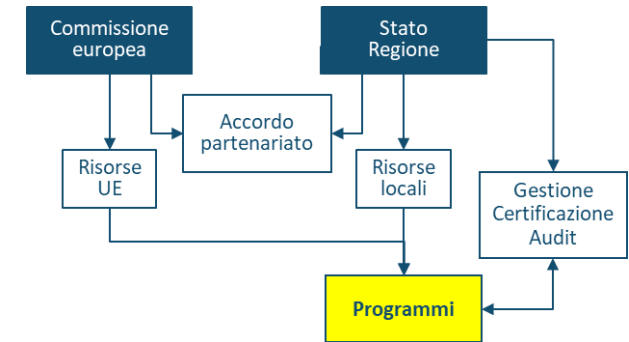 Commissione
europea
Stato
Regione
Accordo
partenariato
Risorse
UE
Risorse
locali
Gestione
Certificazione
Audit
Programmi